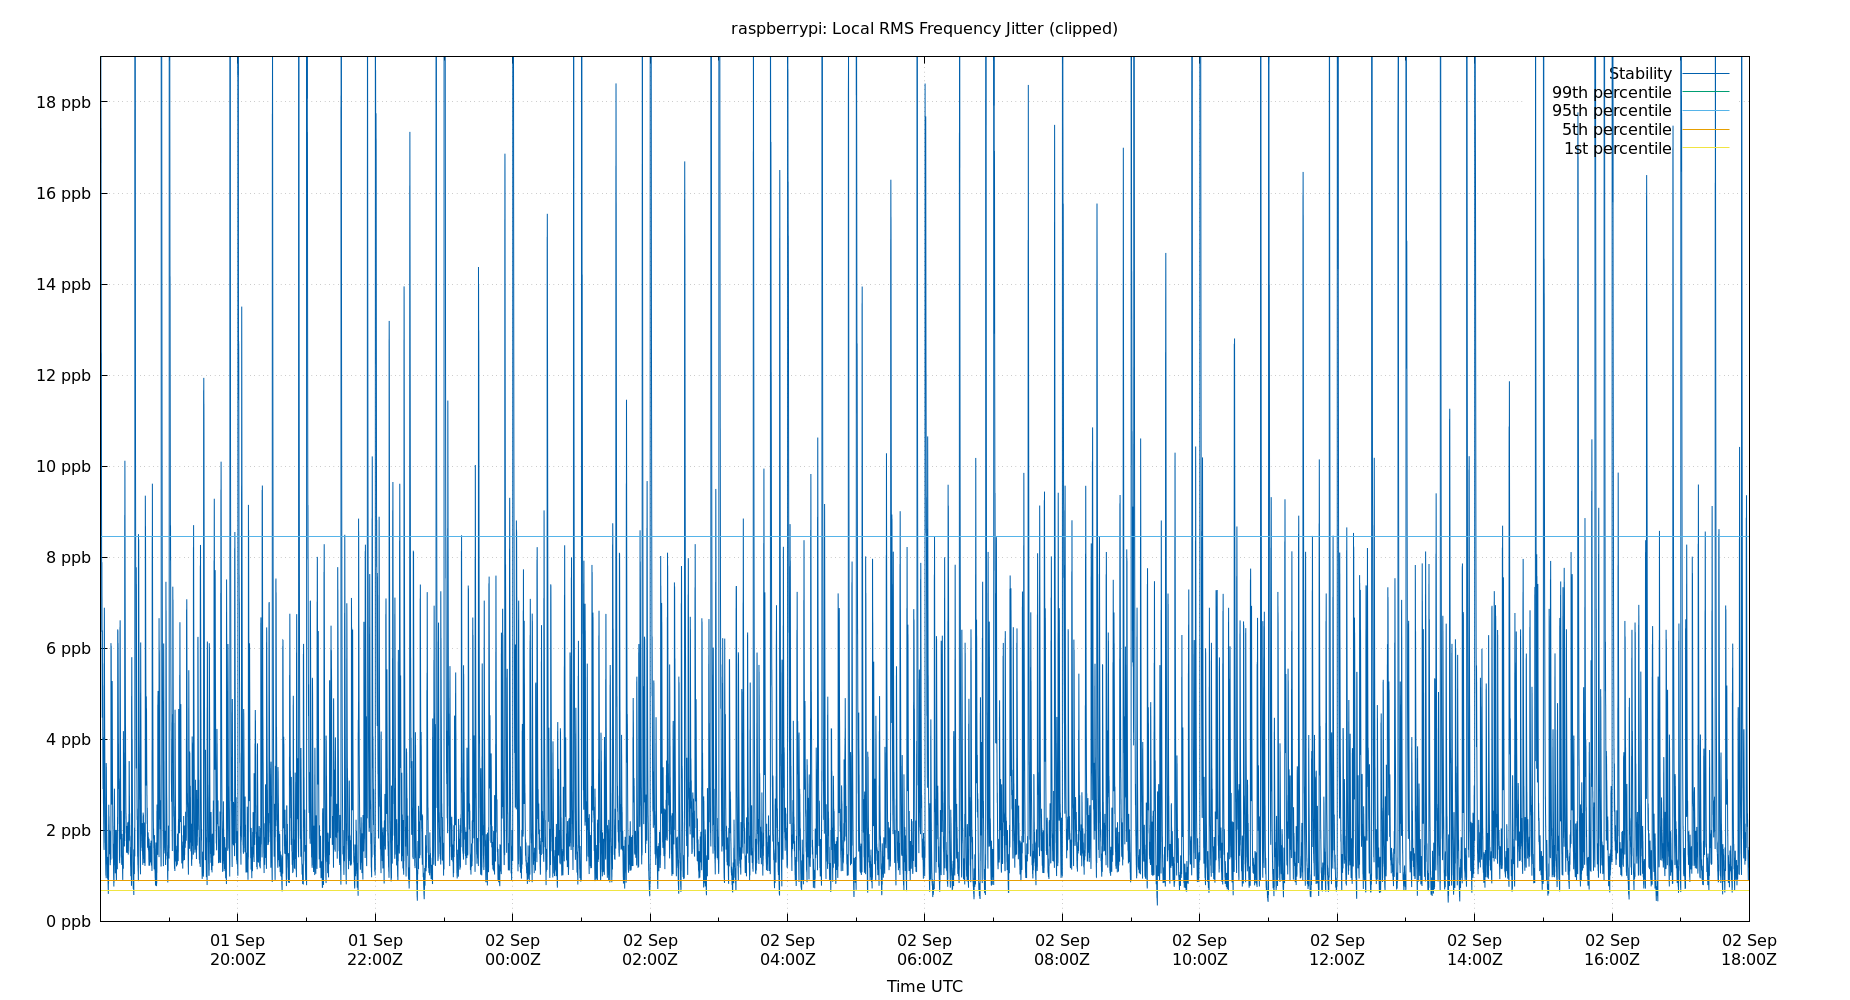 raspberrypi: Local RMS Frequency Jitter (clipped)
Stability
99th percentile
95th percentile
5th percentile
1st percentile
18 ppb
16 ppb
14 ppb
12 ppb
10 ppb
8 ppb
6 ppb
4 ppb
2 ppb
0 ppb
01 Sep 01 Sep 02 Sep 02 Sep 02 Sep 02 Sep 02 Sep 02 Sep 02 Sep 02 Sep 02 Sep 02 Sep
20:00Z 22:00Z 00:00Z 02:00Z 04:00Z 06:00Z 08:00Z 10:00Z 12:00Z 14:00Z 16:00Z 18:00Z
Time UTC